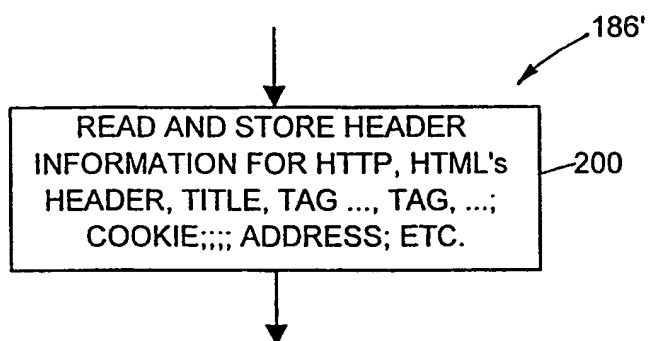 186'
READ AND STORE HEADER
INFORMATION FOR HTTP, HTML's
HEADER, TITLE, TAG ..., TAG, ...;
COOKIE;;;; ADDRESS; ETC.
200